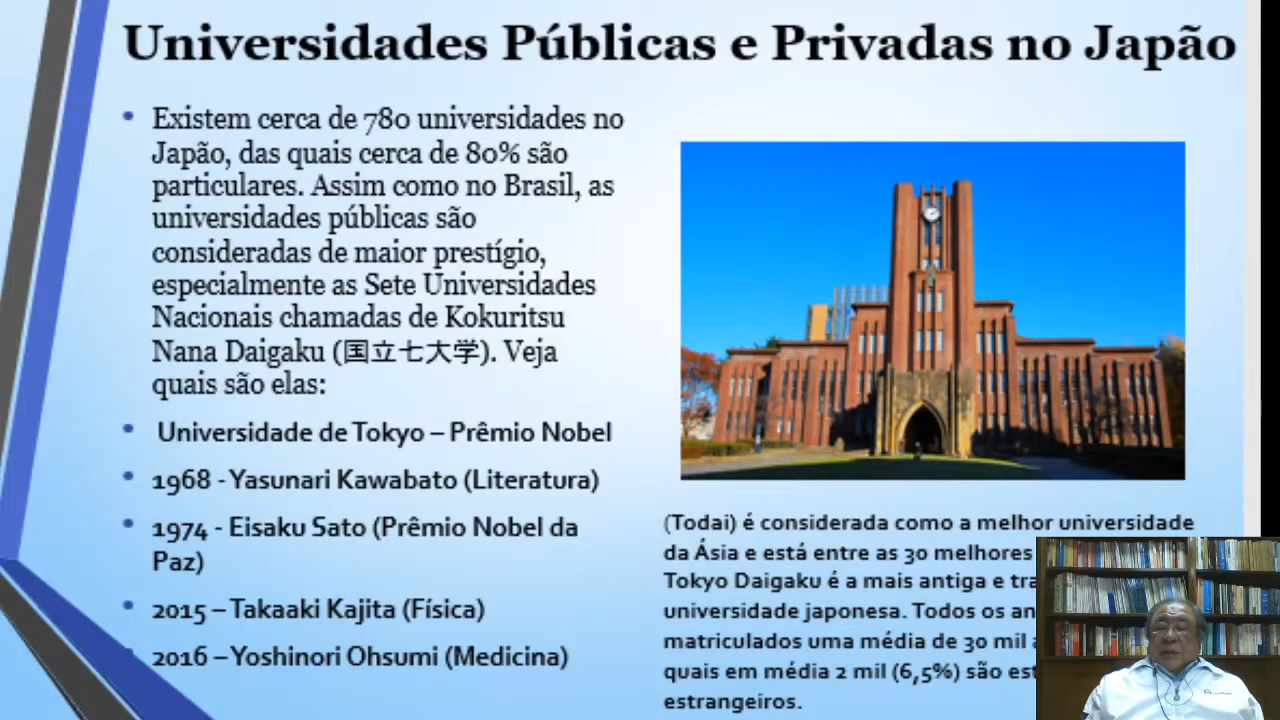 Universidades Públicas e Privadas no Japão
Existem cerca de 780 universidades no
Japão, das quais cerca de 80% são
particulares. Assim como no Brasil, as
universidades públicas são
consideradas de maior prestígio,
especialmente as Sete Universidades
Nacionais chamadas de Kokuritsu
Nana Daigaku (国立七大学). Veja
quais são elas:
Universidade de Tokyo – Prêmio Nobel
1968 - Yasunari Kawabato (Literatura)
1974 - Eisaku Sato (Prêmio Nobel da
Paz)
2015 – Takaaki Kajita (Física)
2016 – Yoshinori Ohsumi (Medicina)
(Todai) é considerada como a melhor universidade
da Ásia e está entre as 30 melhores
Tokyo Daigaku é a mais antiga e
universidade japonesa. Todos os
matriculados uma média de 30 mil
quais em média 2 mil (6,5%) são
estrangeiros.